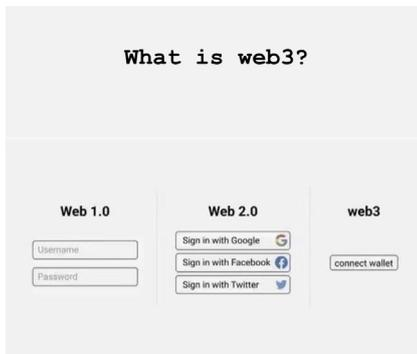 What is web3?
Web 1.0
Username
Password
Web 2.0
Sign in with Google
Sign in with Facebook
Sign in with Twitter
web3
connect wallet